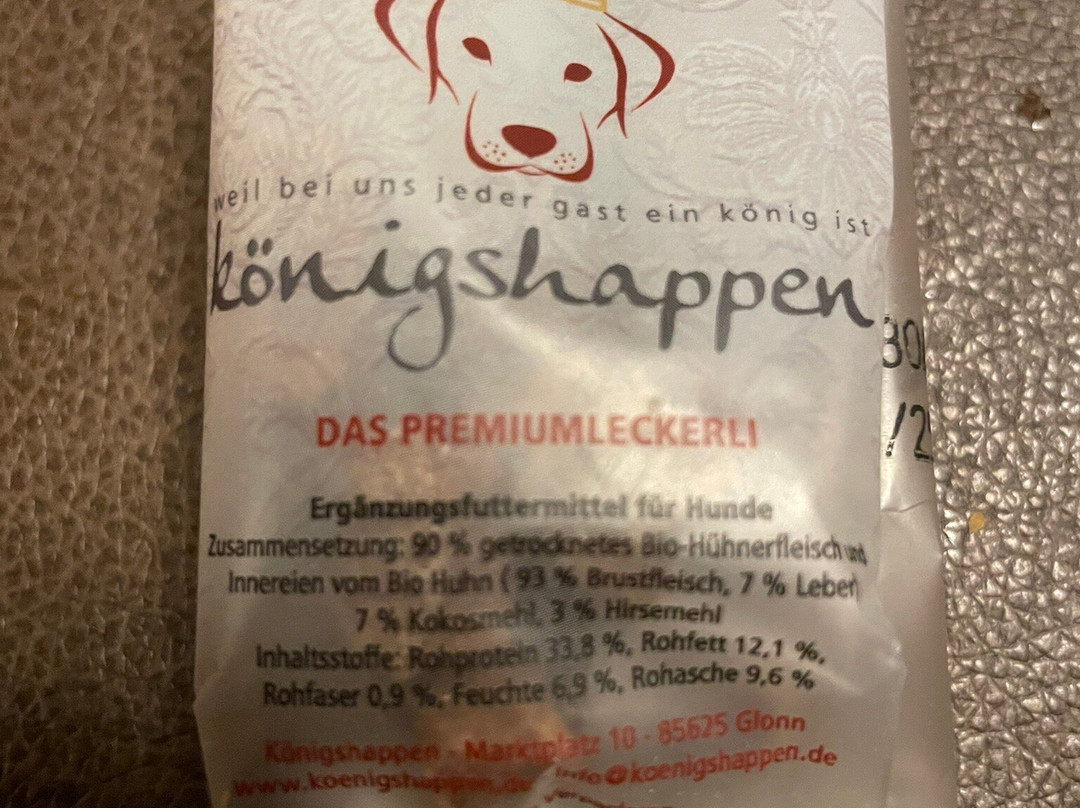 weil bei uns jeder gast ein könig ist
königshappen
30
/12
DAS PREMIUMLECKERLI
Ergänzungsfuttermittel für Hunde
Zusammensetzung: 90 % getrocknetes Bio-Hühnerfleisch und
Innereien vom Bio Huhn ( 93 % Brustfleisch, 7 % Leber)
7 % Kokosmehl, 3 % Hirsemehl
Inhaltsstoffe: Rohprotein 33,8 %, Rohfett 12,1 %,
Rohfaser 0,9 %, Feuchte 6,9 %, Rohasche 9,6 %
Königshappen - Marktplatz 10 - 85625 Glonn
www.koenigshappen.de info@koenigshappen.de